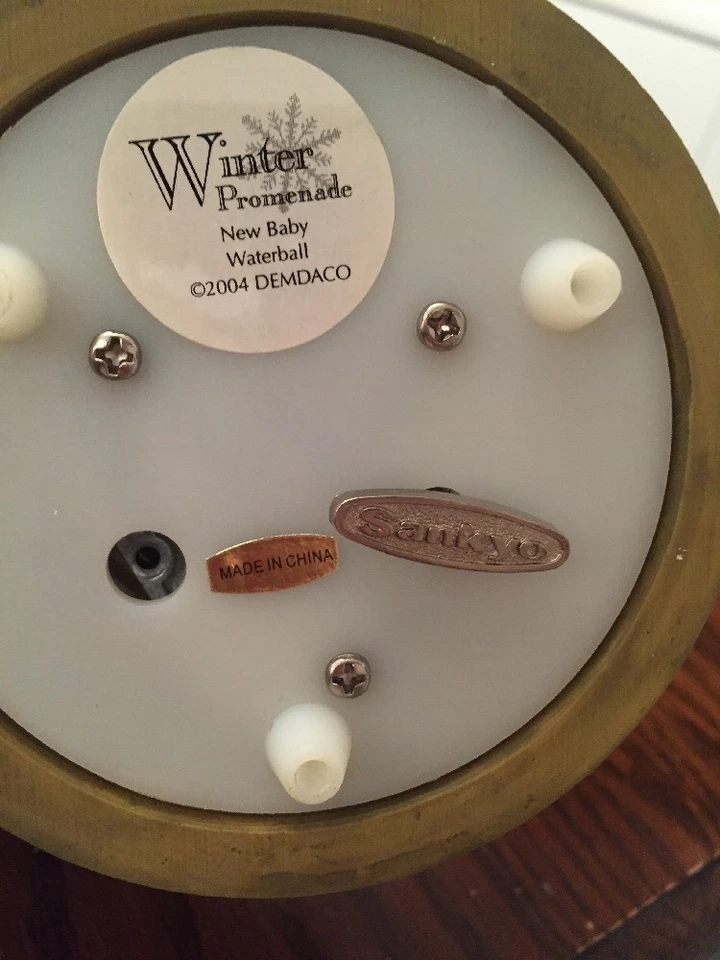 Winter
Promenade
New Baby
Waterball
©2004 DEMDACO
Sankyo
MADE IN CHINA